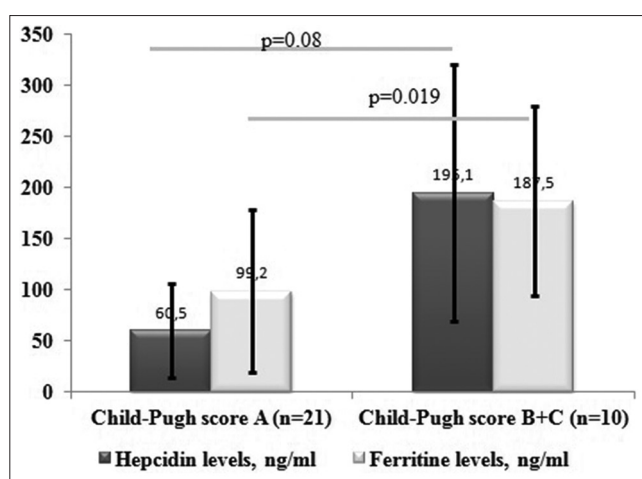 350
300
250
200
150
100
50
0
p=0.08
p=0.019
60,5
99,2
195,1
187,5
Child-Pugh score A (n=21)
Child-Pugh score B+C (n=10)
Hepcidin levels, ng/ml
Ferritine levels, ng/ml